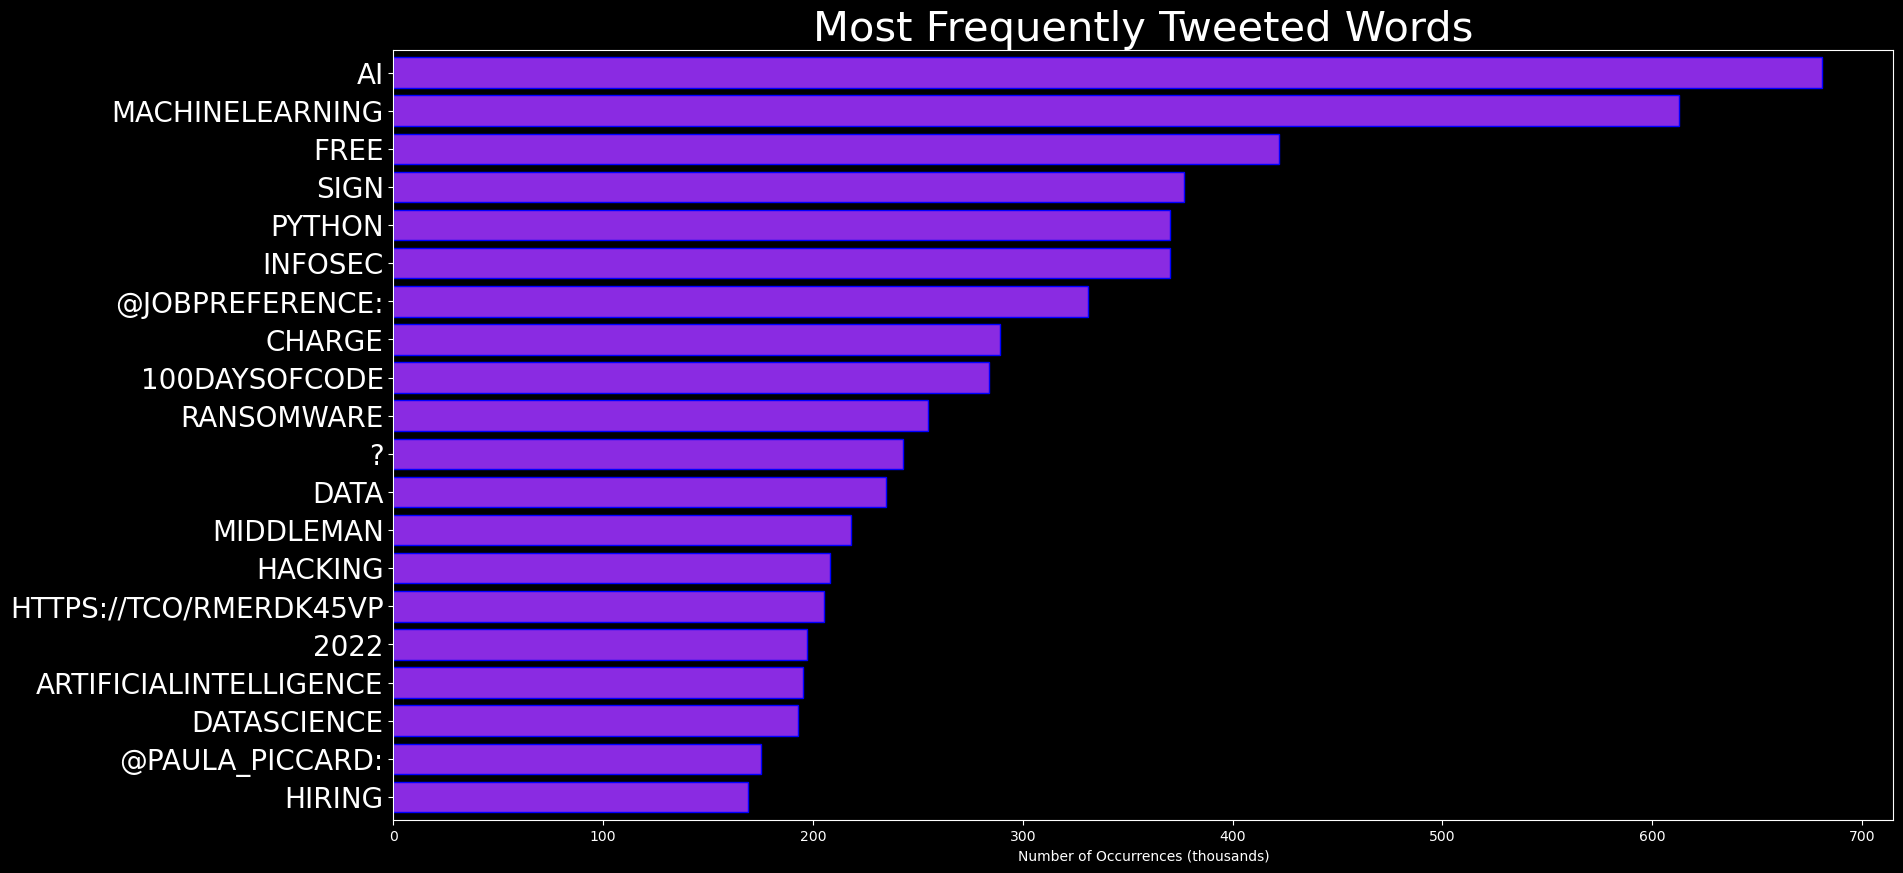 Most Frequently Tweeted Words
AI
MACHINELEARNING
FREE
SIGN
PYTHON
INFOSEC
@JOBPREFERENCE:
CHARGE
100DAYSOFCODE
RANSOMWARE
?
DATA
MIDDLEMAN
HACKING
HTTPS://TCO/RMERDK45VP
2022
ARTIFICIALINTELLIGENCE
DATASCIENCE
@PAULA_PICCARD:
HIRING
0 100 200 300 400 500 600 700
Number of Occurrences (thousands)